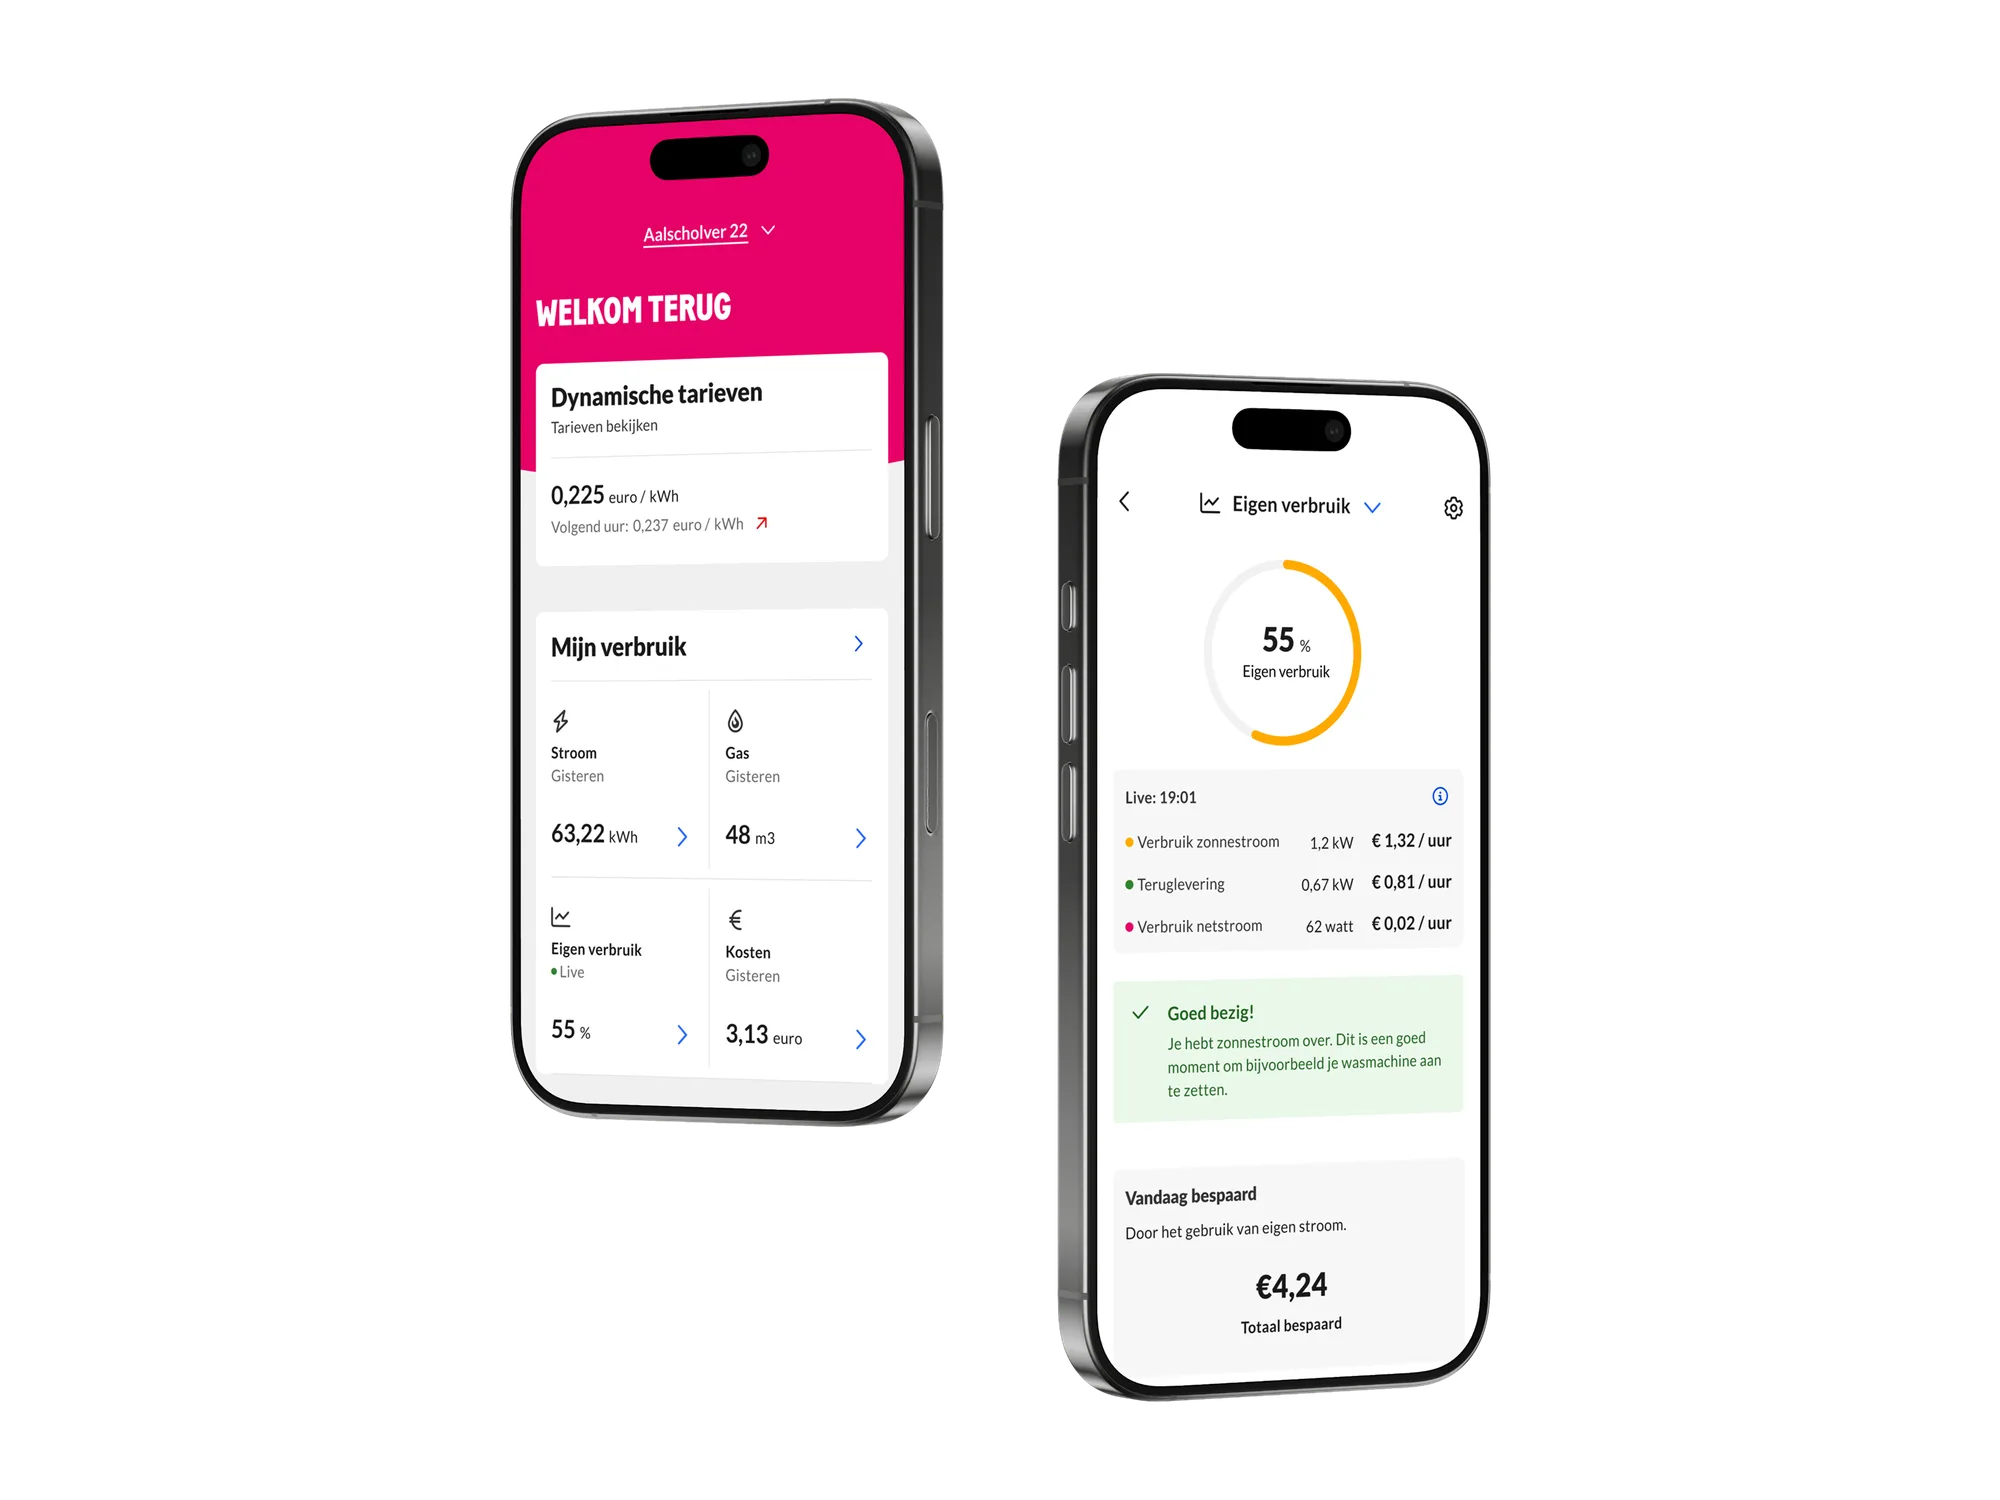 Aalscholver 22
WELKOM TERUG
Dynamische tarieven
Tarieven bekijken
0,225 euro / kWh
Volgend uur: 0,237 euro / kWh
Mijn verbruik
Stroom
Gisteren
63,22 kWh
Gas
Gisteren
48 m3
Eigen verbruik
Live
55 %
€
Kosten
Gisteren
3,13 euro
Eigen verbruik
55 %
Eigen verbruik
Live: 19:01
Verbruik zonnestroom 1,2 kW € 1,32 / uur
Teruglevering 0,67 kW € 0,81 / uur
Verbruik netstroom 62 watt € 0,02 / uur
Goed bezig!
Je hebt zonnestroom over. Dit is een goed
moment om bijvoorbeeld je wasmachine aan
te zetten.
Vandaag bespaard
Door het gebruik van eigen stroom.
€4,24
Totaal bespaard